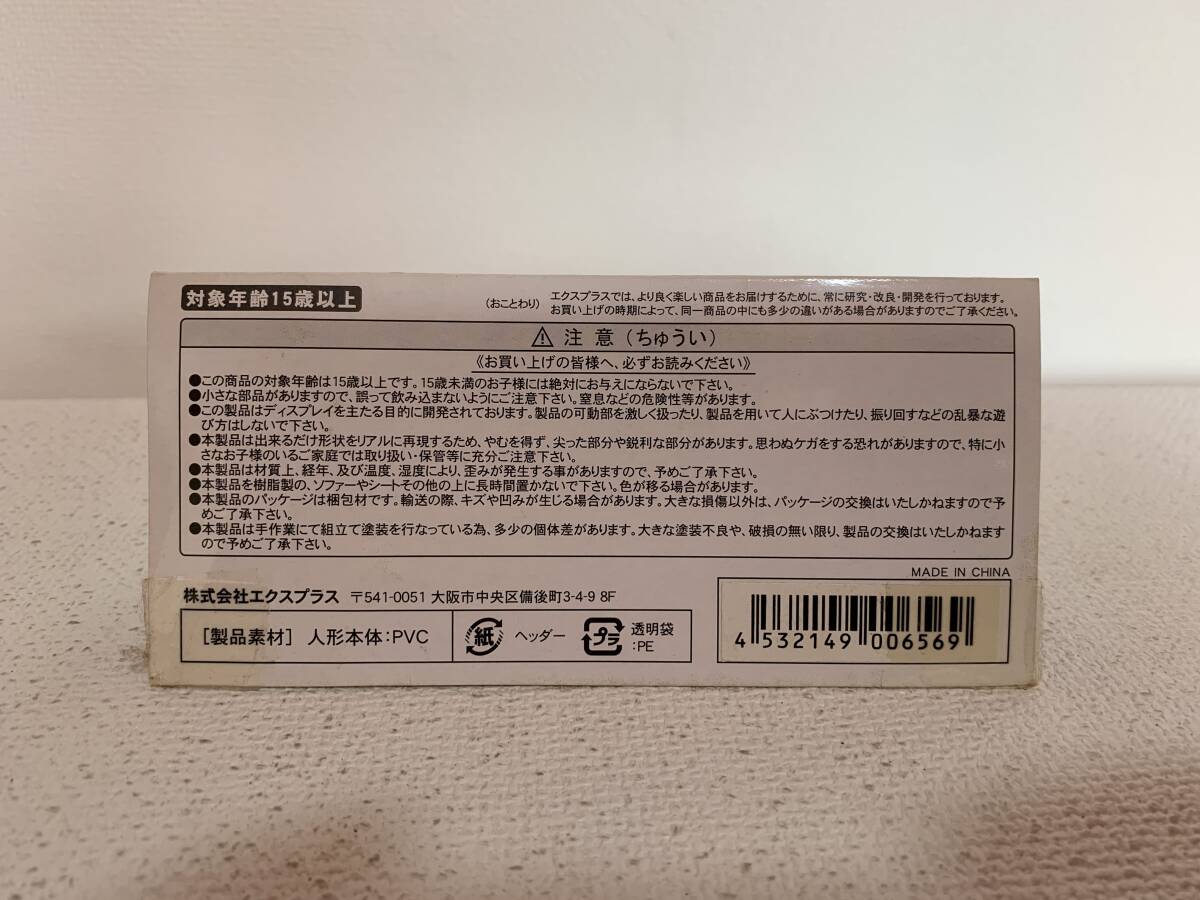 対象年齢15歳以上
(おことわり)
エクスプラスでは、より良く楽しい商品をお届けするために、常に研究・改良・開発を行っております。
お買い上げの時期によって、同一商品の中にも多少の違いがある場合がありますのでご了承ください。
⚠ 注意(ちゅうい)
《お買い上げの皆様へ、必ずお読みください》
●この商品の対象年齢は15歳以上です。15歳未満のお子様には絶対にお与えにならないで下さい。
●小さな部品がありますので、誤って飲み込まないようにご注意下さい。窒息などの危険性等があります。
●この製品はディスプレイを主たる目的に開発されております。製品の可動部を激しく扱ったり、製品を用いて人にぶつけたり、振り回すなどの乱暴な遊
び方はしないで下さい。
●本製品は出来るだけ形状をリアルに再現するため、やむを得ず、尖った部分や鋭利な部分があります。思わぬケガをする恐れがありますので、特に小
さなお子様のいるご家庭では取り扱い・保管等に充分ご注意下さい。
●本製品は材質上、経年、及び温度、湿度により、歪みが発生する事がありますので、予めご了承下さい。
●本製品を樹脂製の、ソファーやシートその他の上に長時間置かないで下さい。色が移る場合があります。
●本製品のパッケージは梱包材です。輸送の際、キズや凹みが生じる場合があります。大きな損傷以外は、パッケージの交換はいたしかねますので予
めご了承下さい。
●本製品は手作業にて組立て塗装を行なっている為、多少の個体差があります。大きな塗装不良や、破損の無い限り、製品の交換はいたしかねます
ので予めご了承下さい。
MADE IN CHINA
株式会社エクスプラス 〒541-0051 大阪市中央区備後町3-4-9 8F
[製品素材] 人形本体:PVC
紙 ヘッダー
プラ 透明袋
:PE
4 532149 006569